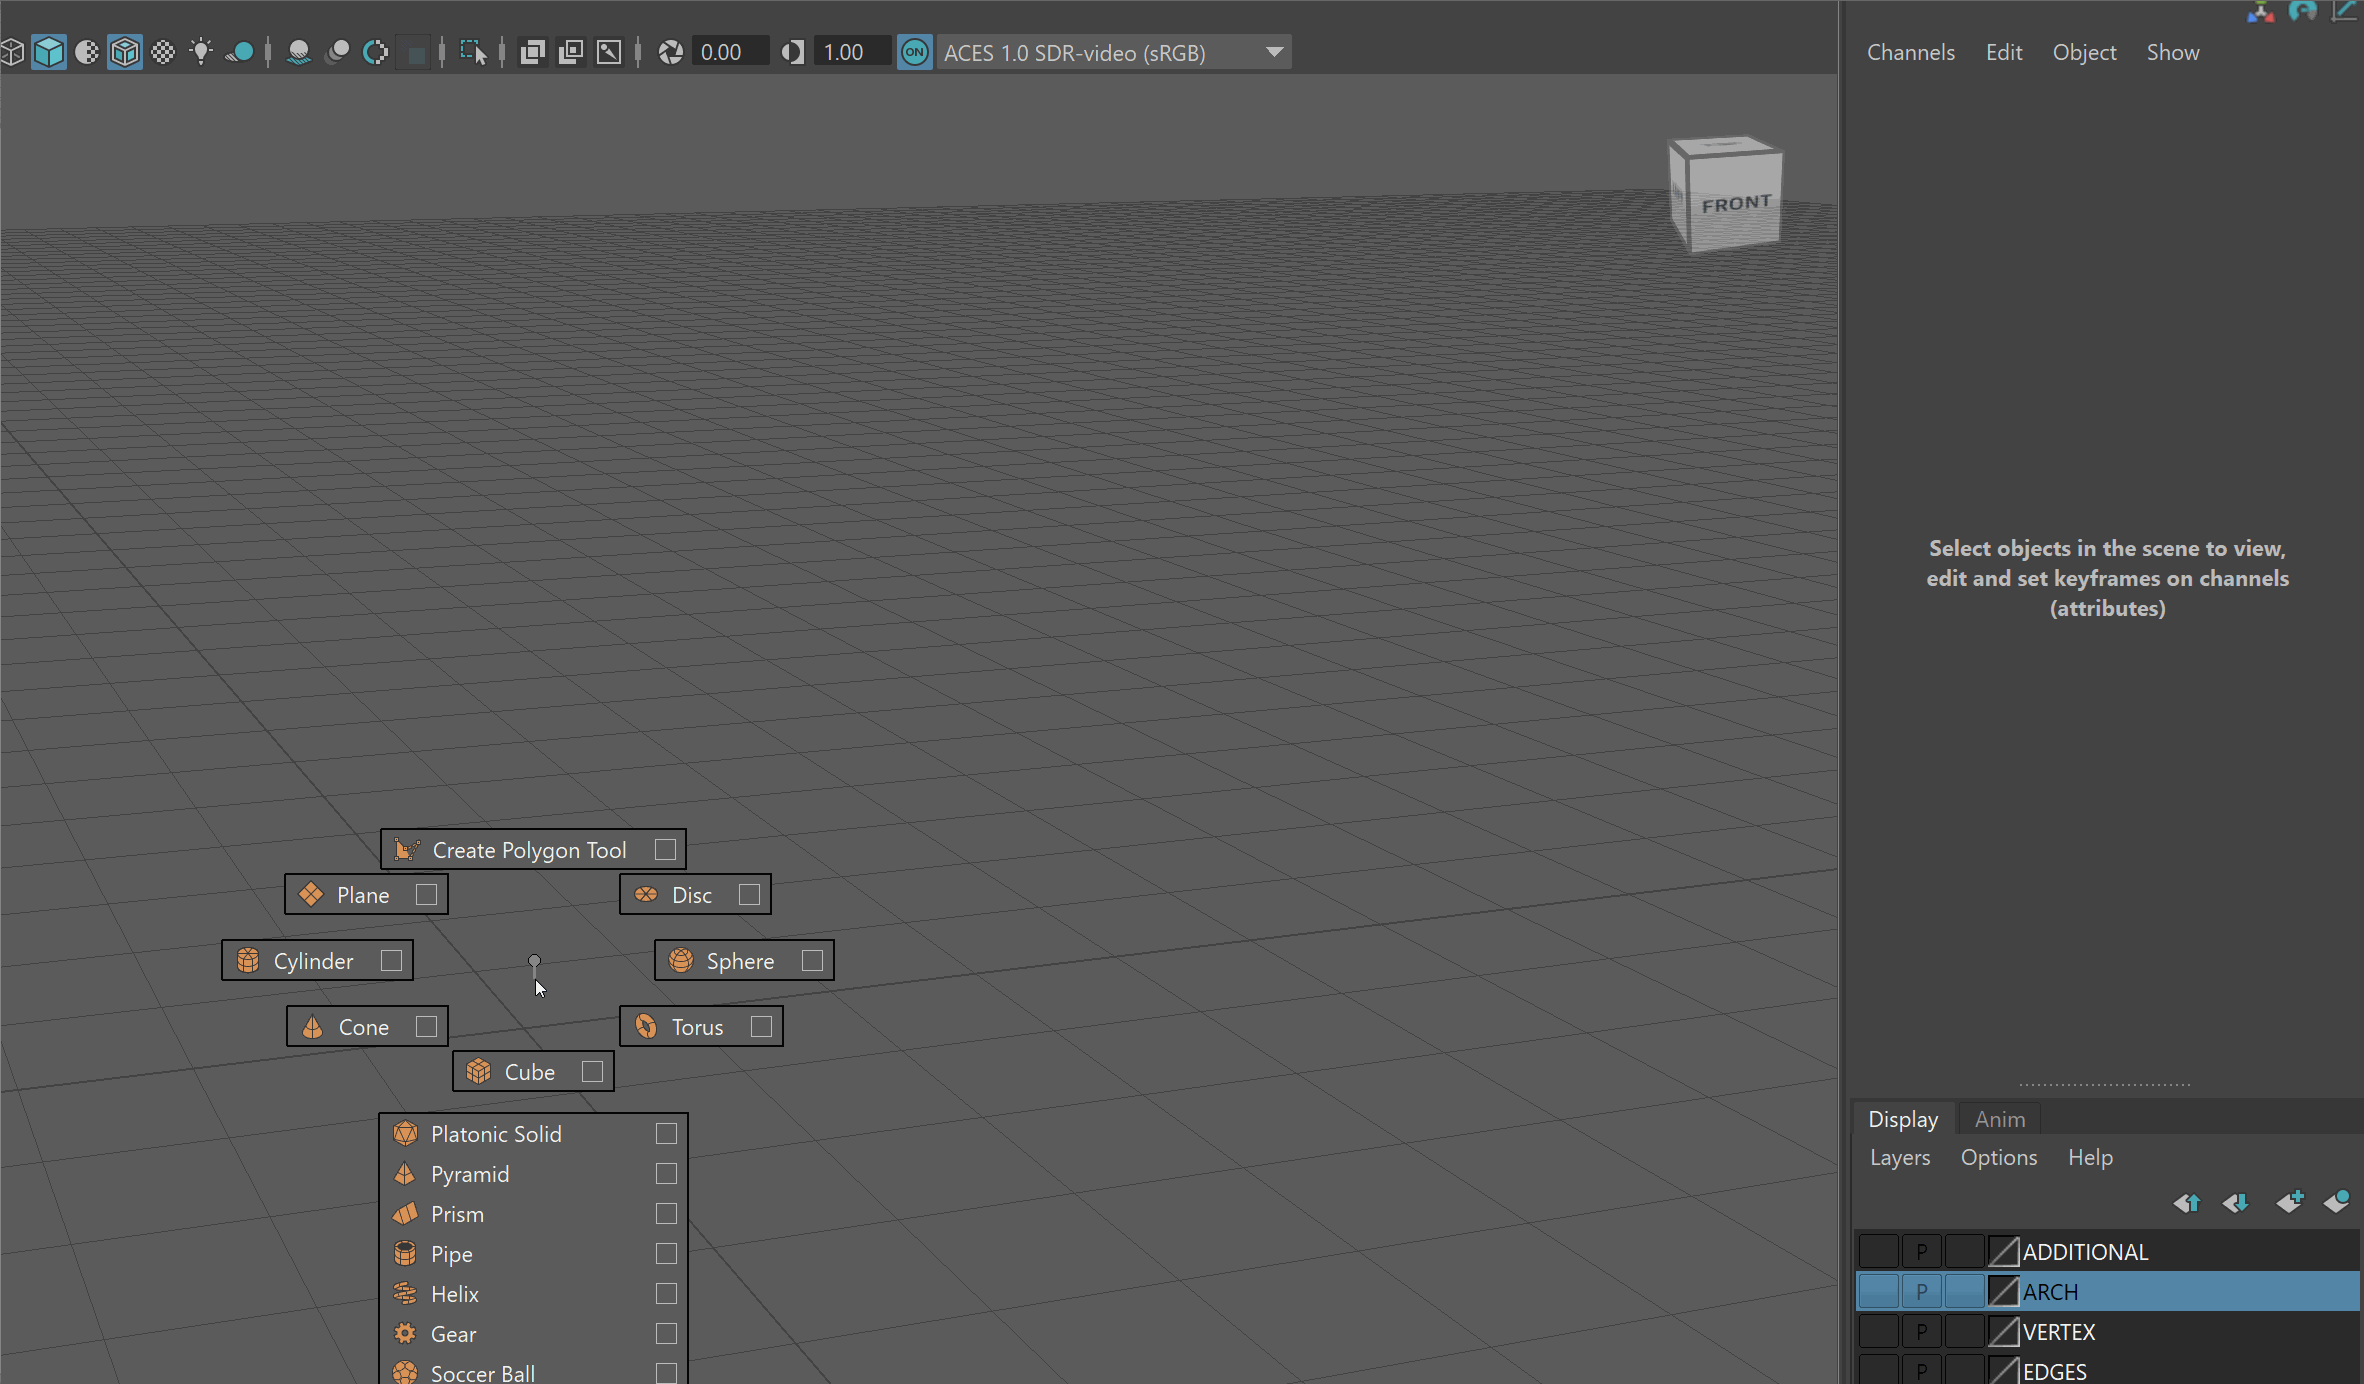 0.00
1.00
ON
ACES 1.0 SDR-video (sRGB)
Channels
Edit
Object
Show
FRONT
Select objects in the scene to view,
edit and set keyframes on channels
(attributes)
Create Polygon Tool
Plane
Disc
Cylinder
Sphere
Cone
Torus
Cube
Platonic Solid
Pyramid
Prism
Pipe
Helix
Gear
Soccer Ball
Display
Anim
Layers
Options
Help
P
ADDITIONAL
P
ARCH
P
VERTEX
P
EDGES